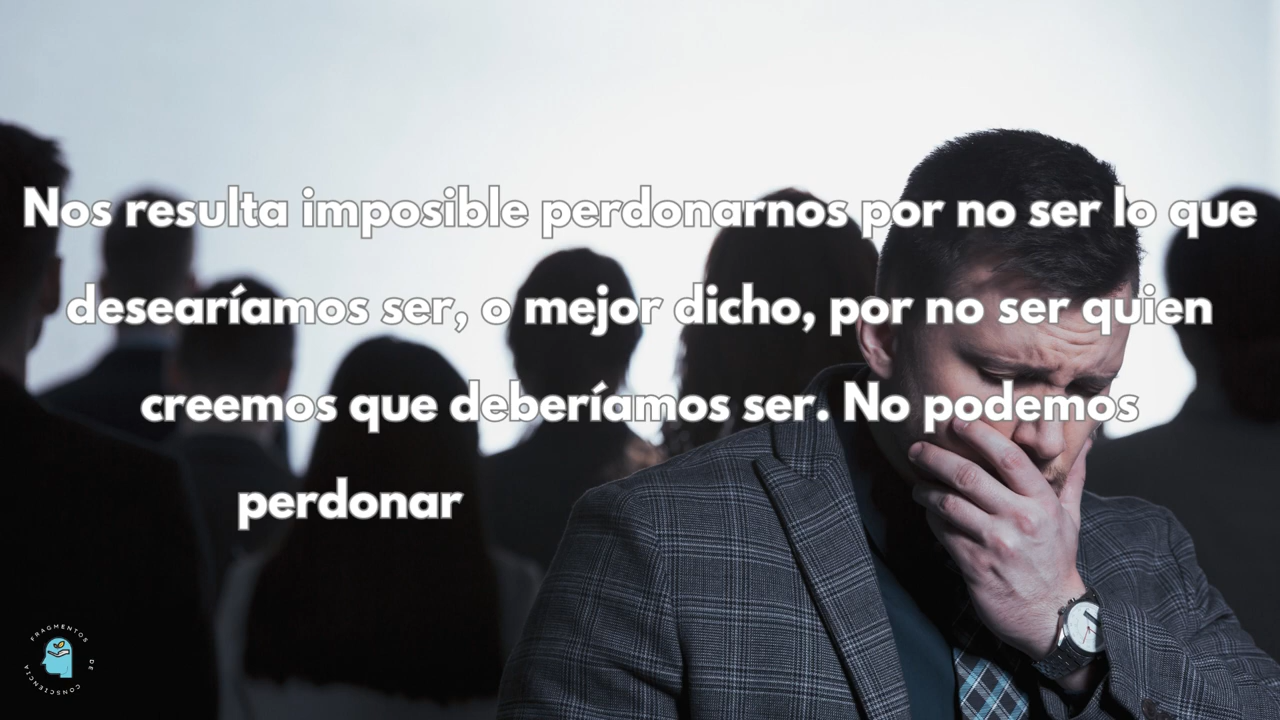 Nos resulta imposible perdonarnos por no ser lo que
desearíamos ser, o mejor dicho, por no ser quien
creemos que deberíamos ser. No podemos
perdonar
FRAGMENTOS DE CONSCIENCIA